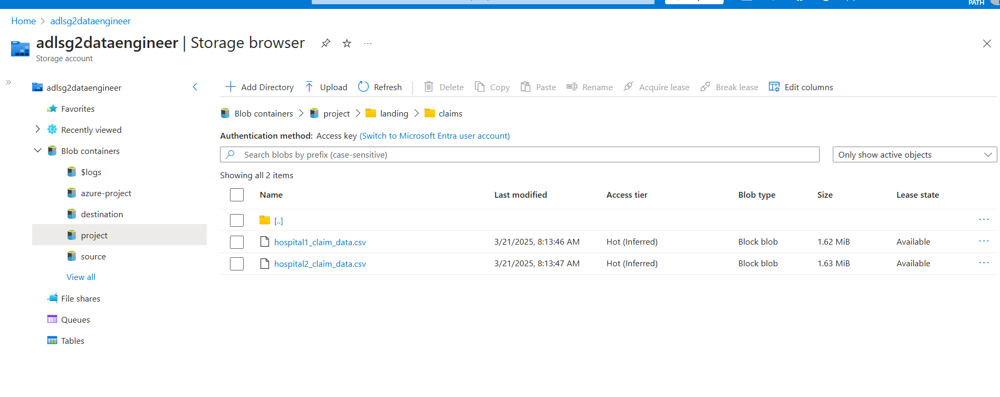 PATH
Home > adlsg2dataengineer
adlsg2dataengineer | Storage browser
Storage account
adlsg2dataengineer
Favorites
Recently viewed
Blob containers
$logs
azure-project
destination
project
source
View all
File shares
Queues
Tables
Add Directory Upload Refresh Delete Copy Paste Rename Acquire lease Break lease Edit columns
Blob containers > project > landing > claims
Authentication method: Access key (Switch to Microsoft Entra user account)
Search blobs by prefix (case-sensitive) Only show active objects
Showing all 2 items
Name Last modified Access tier Blob type Size Lease state
[..]
hospital1_claim_data.csv 3/21/2025, 8:13:46 AM Hot (Inferred) Block blob 1.62 MiB Available
hospital2_claim_data.csv 3/21/2025, 8:13:47 AM Hot (Inferred) Block blob 1.63 MiB Available